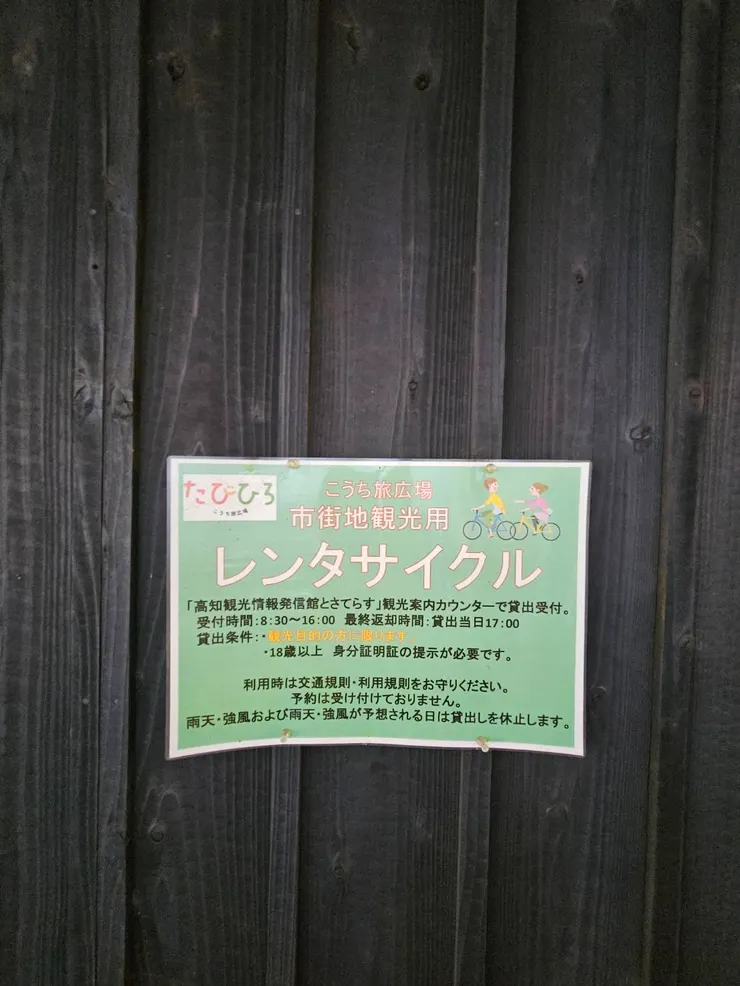 たびひろ
こうち旅広場
こうち旅広場
市街地観光用
レンタサイクル
「高知観光情報発信館とさてらす」観光案内カウンターで貸出受付。
受付時間：8:30～16:00 最終返却時間：貸出当日17:00
貸出条件：・観光目的の方に限ります。
・18歳以上 身分証明証の提示が必要です。
利用時は交通規則・利用規則をお守りください。
予約は受け付けておりません。
雨天・強風および雨天・強風が予想される日は貸出しを休止します。